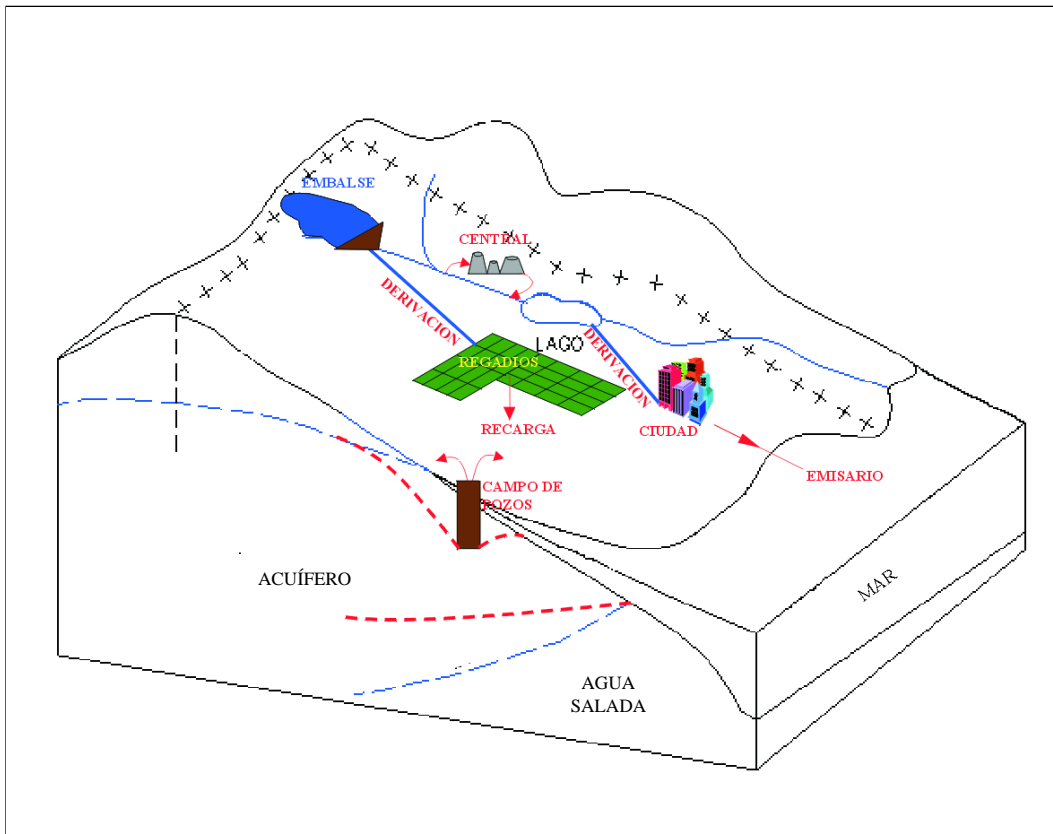 EMBALSE
CENTRAL
DERIVACION
LAGO
DERIVACION
REGADIOS
RECARGA
CIUDAD
EMISARIO
CAMPO DE
POZOS
ACUÍFERO
MAR
AGUA
SALADA